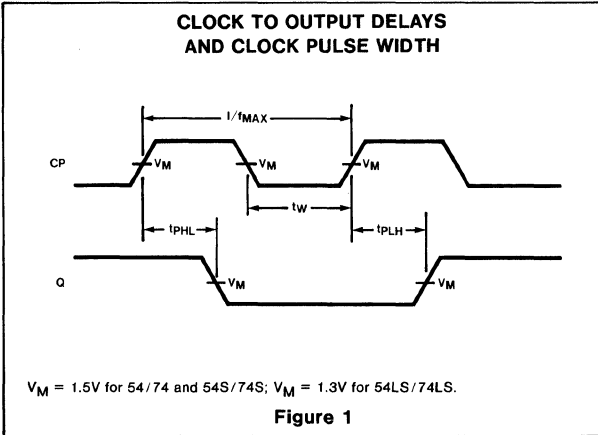 CLOCK TO OUTPUT DELAYS
AND CLOCK PULSE WIDTH
I/fMAX
CP
VM
VM
VM
tW
tPHL
tPLH
Q
VM
VM
VM = 1.5V for 54/74 and 54S/74S; VM = 1.3V for 54LS/74LS.
Figure 1